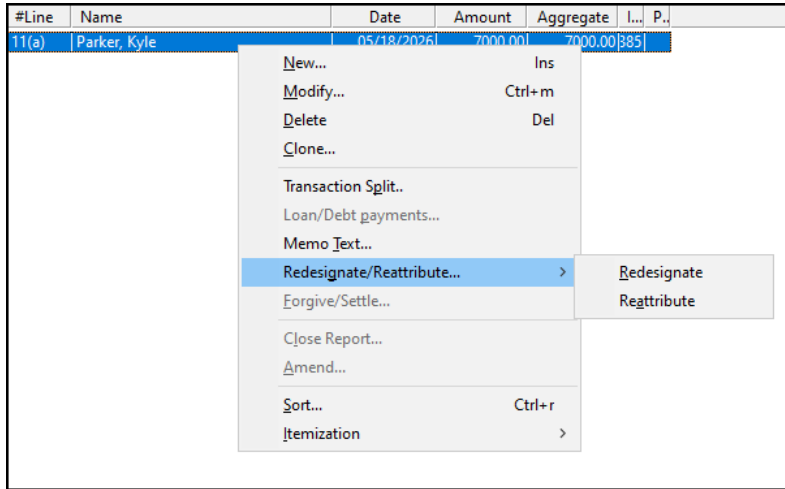 #Line Name Date Amount Aggregate I... P..
11(a) Parker, Kyle 05/18/2026 7000.00 7000.00 385
New... Ins
Modify... Ctrl+m
Delete Del
Clone...
Transaction Split..
Loan/Debt payments...
Memo Text...
Redesignate/Reattribute... > Redesignate
Forgive/Settle... Reattribute
Close Report...
Amend...
Sort... Ctrl+r
Itemization >